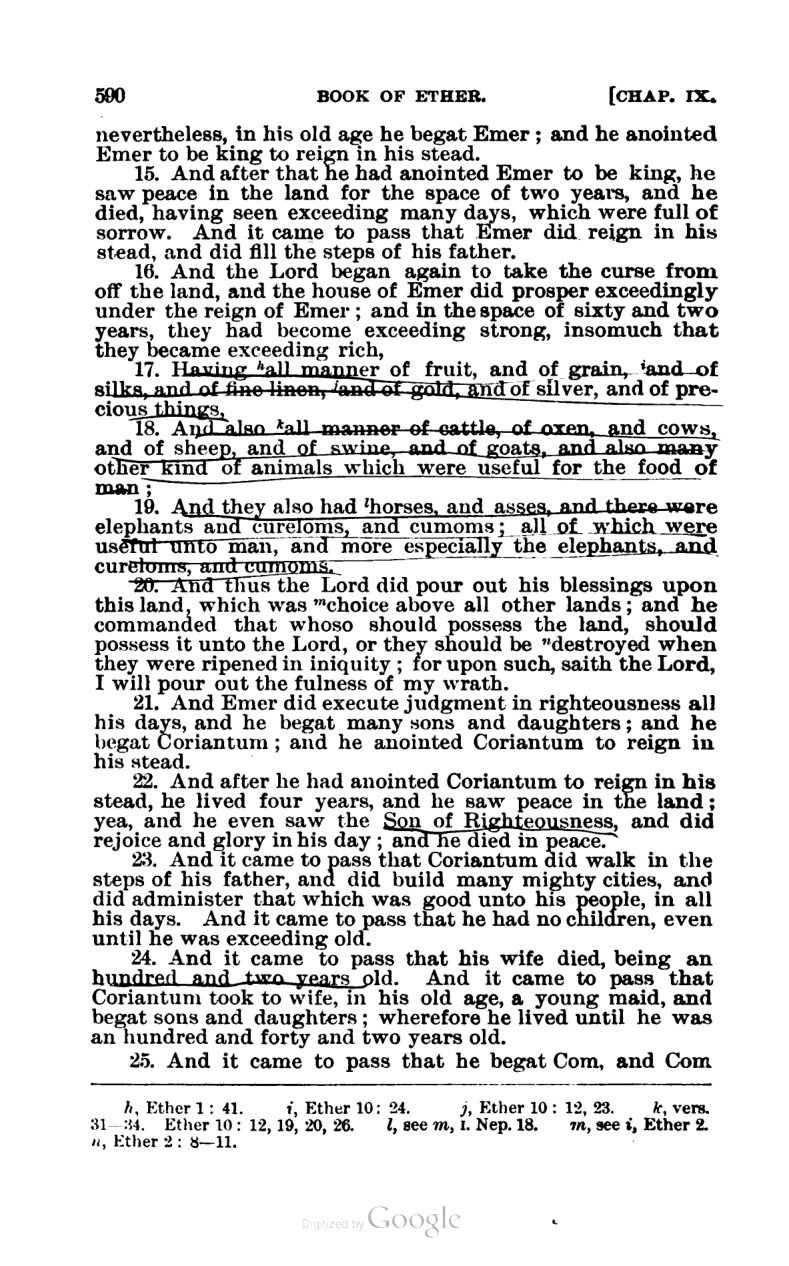 590 BOOK OF ETHER. [CHAP. IX.
nevertheless, in his old age he begat Emer; and he anointed
Emer to be king to reign in his stead.
15. And after that he had anointed Emer to be king, he
saw peace in the land for the space of two years, and he
died, having seen exceeding many days, which were full of
sorrow. And it came to pass that Emer did reign in his
stead, and did fill the steps of his father.
16. And the Lord began again to take the curse from
off the land, and the house of Emer did prosper exceedingly
under the reign of Emer; and in the space of sixty and two
years, they had become exceeding strong, insomuch that
they became exceeding rich,
17. Having ʰall manner of fruit, and of grain, ⁱand of
silks, and of fine linen, ʲand of gold, and of silver, and of pre-
cious things,
18. And also ᵏall manner of cattle, of oxen, and cows,
and of sheep, and of swine, and of goats, and also many
other kind of animals which were useful for the food of
man;
19. And they also had ˡhorses, and asses, and there were
elephants and cureloms, and cumoms; all of which were
useful unto man, and more especially the elephants, and
cureloms, and cumoms.
20. And thus the Lord did pour out his blessings upon
this land, which was ᵐchoice above all other lands; and he
commanded that whoso should possess the land, should
possess it unto the Lord, or they should be ⁿdestroyed when
they were ripened in iniquity; for upon such, saith the Lord,
I will pour out the fulness of my wrath.
21. And Emer did execute judgment in righteousness all
his days, and he begat many sons and daughters; and he
begat Coriantum; and he anointed Coriantum to reign in
his stead.
22. And after he had anointed Coriantum to reign in his
stead, he lived four years, and he saw peace in the land;
yea, and he even saw the Son of Righteousness, and did
rejoice and glory in his day; and he died in peace.
23. And it came to pass that Coriantum did walk in the
steps of his father, and did build many mighty cities, and
did administer that which was good unto his people, in all
his days. And it came to pass that he had no children, even
until he was exceeding old.
24. And it came to pass that his wife died, being an
hundred and two years old. And it came to pass that
Coriantum took to wife, in his old age, a young maid, and
begat sons and daughters; wherefore he lived until he was
an hundred and forty and two years old.
25. And it came to pass that he begat Com, and Com
h, Ether 1: 41. i, Ether 10: 24. j, Ether 10: 12, 23. k, vers.
31—34. Ether 10: 12, 19, 20, 26. l, see m, I. Nep. 18. m, see i, Ether 2.
n, Ether 2: 8—11.
Digitized by Google